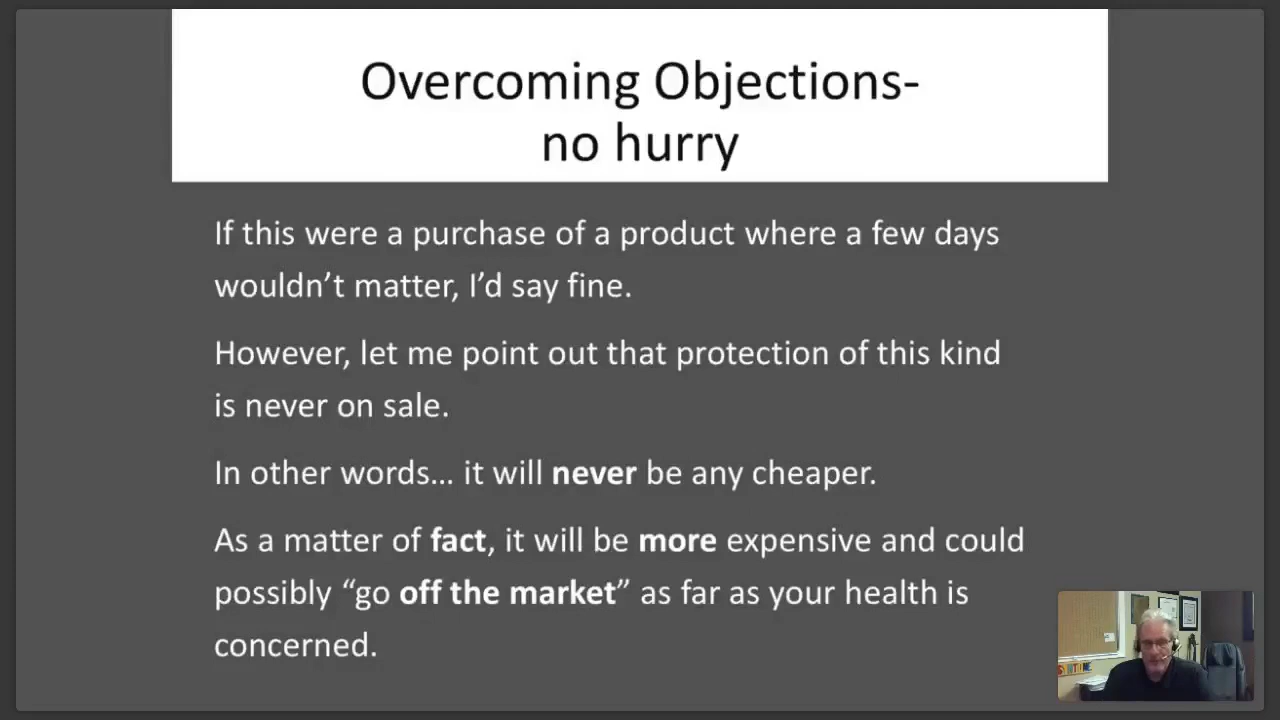 Overcoming Objections-
no hurry
If this were a purchase of a product where a few days
wouldn’t matter, I’d say fine.
However, let me point out that protection of this kind
is never on sale.
In other words... it will never be any cheaper.
As a matter of fact, it will be more expensive and could
possibly “go off the market” as far as your health is
concerned.